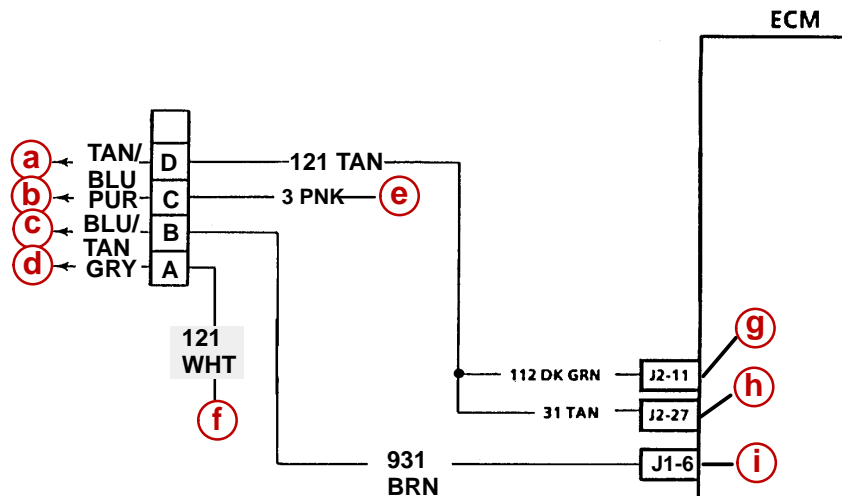 ECM
a
TAN/
BLU
D
121 TAN
b
PUR
C
3 PNK
e
c
BLU/
TAN
B
d
GRY
A
121
WHT
f
g
112 DK GRN
J2-11
h
31 TAN
J2-27
931
BRN
J1-6
i